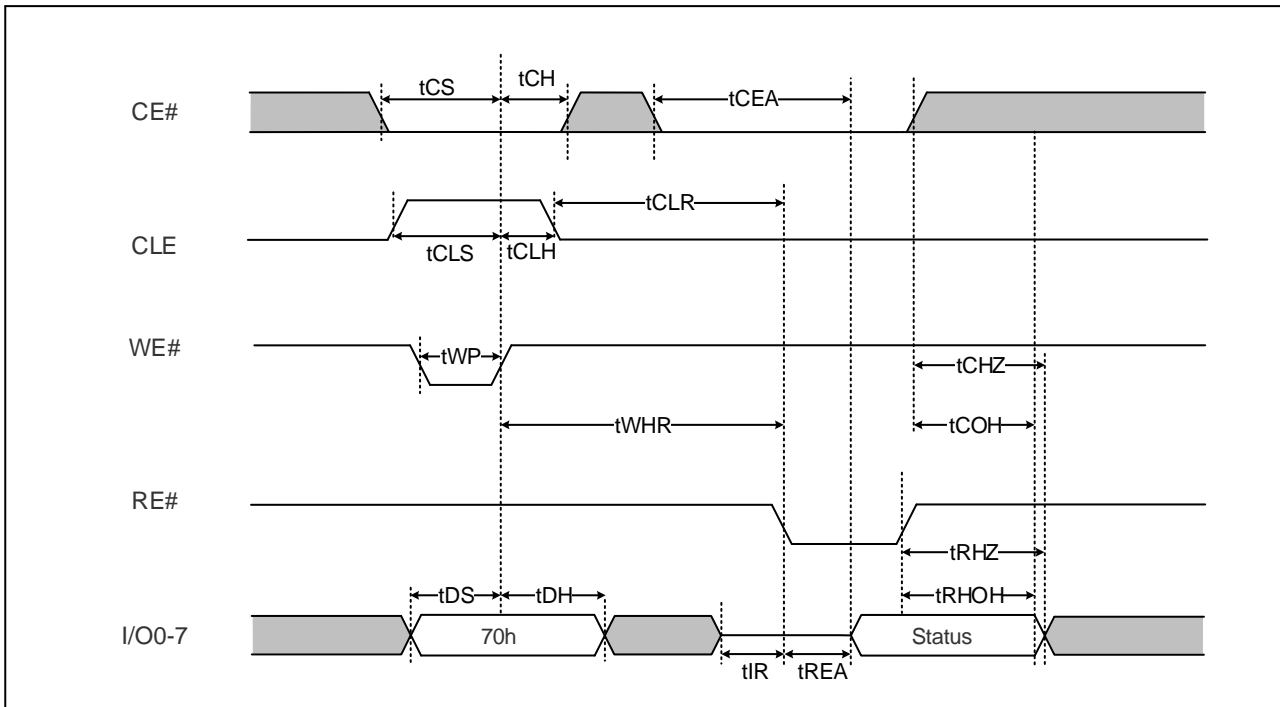 tCH
tCS
tCEA
CE#
tCLR
CLE
tCLS
tCLH
WE#
tWP
tCHZ
tWHR
tCOH
RE#
tRHZ
tDS
tDH
tRHOH
I/O0-7
70h
Status
tIR
tREA